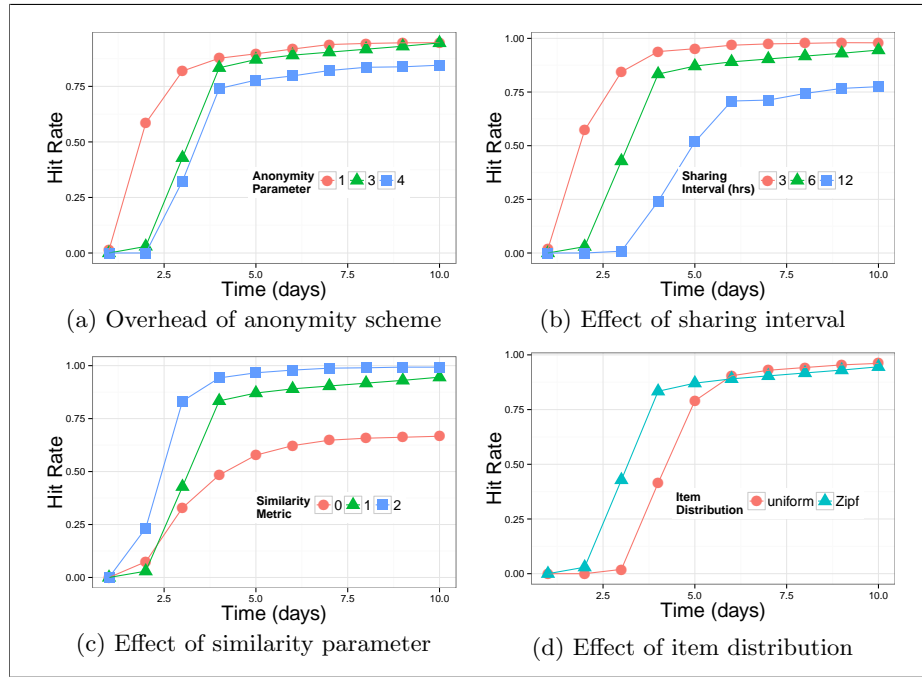 Hit Rate
0.75
0.50
0.25
0.00
Anonymity
Parameter 1 3 4
2.5 5.0 7.5 10.0
Time (days)
(a) Overhead of anonymity scheme
Hit Rate
1.00
0.75
0.50
0.25
0.00
Sharing
Interval (hrs) 3 6 12
2.5 5.0 7.5 10.0
Time (days)
(b) Effect of sharing interval
Hit Rate
1.00
0.75
0.50
0.25
0.00
Similarity
Metric 0 1 2
2.5 5.0 7.5 10.0
Time (days)
(c) Effect of similarity parameter
Hit Rate
1.00
0.75
0.50
0.25
0.00
Item
Distribution uniform Zipf
2.5 5.0 7.5 10.0
Time (days)
(d) Effect of item distribution